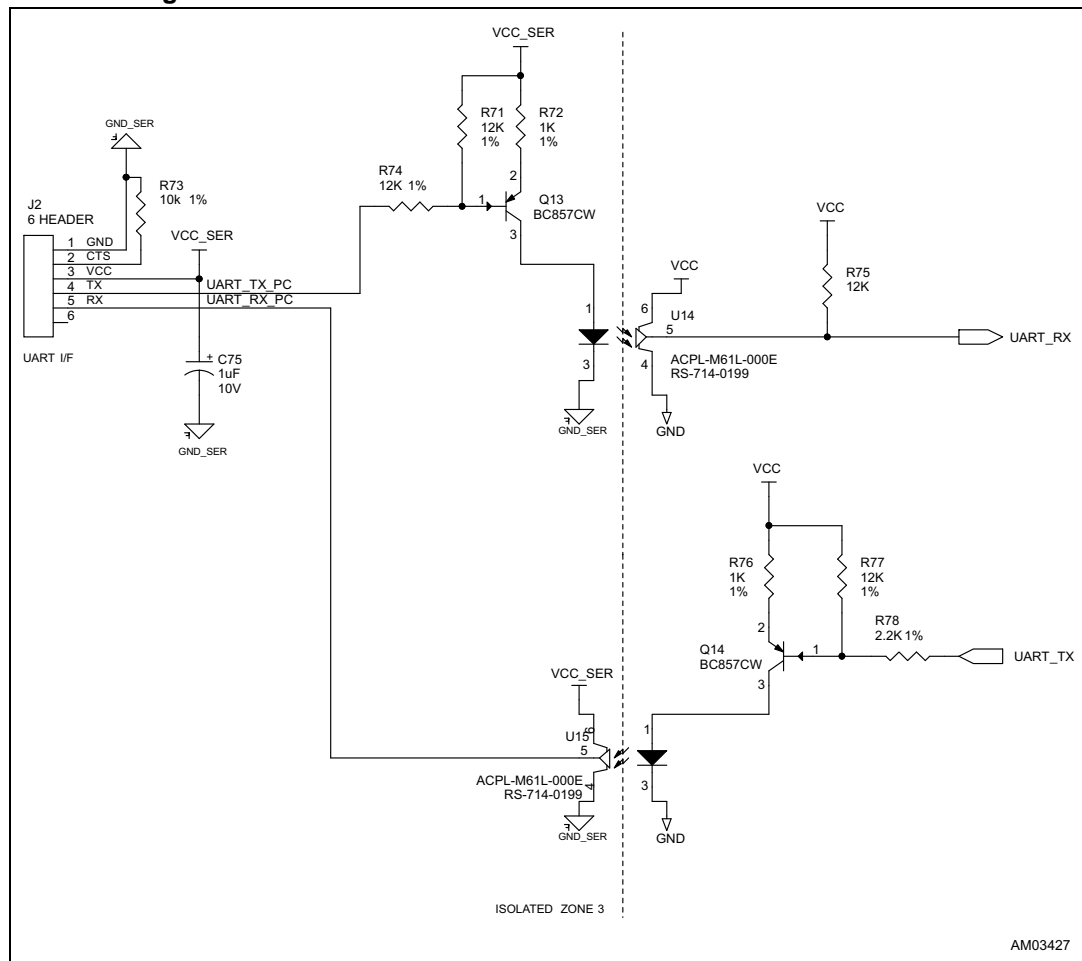 VCC_SER
R71
12K
1%
R72
1K
1%
GND_SER
R74
12K 1%
R73
10k 1%
2
1
Q13
BC857CW
3
J2
6 HEADER
VCC_SER
VCC
1 GND
2 CTS
3 VCC
4 TX UART_TX_PC
5 RX UART_RX_PC
6
UART I/F
R75
12K
VCC
6
U14
1
5
UART_RX
3
4
ACPL-M61L-000E
RS-714-0199
+ C75
1uF
10V
GND_SER
GND_SER
GND
VCC
R76
1K
1%
R77
12K
1%
R78
2.2K 1%
2
Q14
BC857CW
1
UART_TX
3
VCC_SER
6
U15
5
1
ACPL-M61L-000E
RS-714-0199
4
3
GND_SER
GND
ISOLATED ZONE 3
AM03427